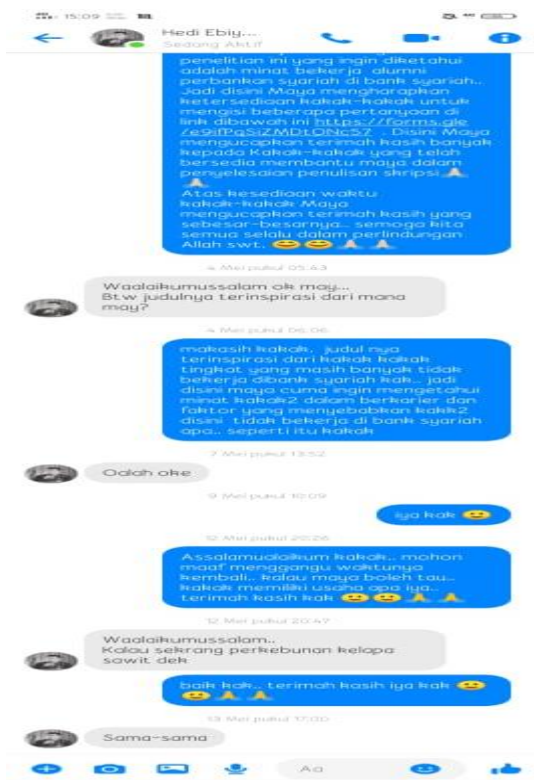 15:09
Hedi Ebiy...
Sedang Aktif
penelitian ini yang ingin diketahui
adalah minat bekerja alumni
perbankan syariah di bank syariah..
Jadi disini Maya mengharapkan
ketersediaan kakak-kakak untuk
mengisi beberapa pertanyaan di
link dibawah ini https://forms.gle
/e9ifPqSiZMDtQNcS7 . Disini Maya
mengucapkan terimah kasih banyak
kepada Kakak-kakak yang telah
bersedia membantu maya dalam
penyelesaian penulisan skripsi 🙏
🙏
Atas kesediaan waktu
kakak-kakak Maya
mengucapkan terimah kasih yang
sebesar-besarnya.. semoga kita
semua selalu dalam perlindungan
Allah swt. 😊😊🙏🙏
4 Mei pukul 05:43
Waalaikumussalam ok may...
Btw judulnya terinspirasi dari mana
may?
4 Mei pukul 06:06
makasih kakak, judul nya
terinspirasi dari kakak kakak
tingkat yang masih banyak tidak
bekerja dibank syariah kak.. jadi
disini maya cuma ingin mengetahui
minat kakak2 dalam berkarier dan
faktor yang menyebabkan kakk2
disini tidak bekerja di bank syariah
apa.. seperti itu kakak
7 Mei pukul 13:52
Oalah oke
9 Mei pukul 10:09
iya kak 🙂
12 Mei pukul 20:26
Assalamualaikum kakak.. mohon
maaf menggangu waktunya
kembali.. kalau maya boleh tau..
kakak memiliki usaha apa iya..
terimah kasih kak 🙂🙂🙏🙏
12 Mei pukul 20:47
Waalaikumussalam..
Kalau sekrang perkebunan kelapa
sawit dek
baik kak.. terimah kasih iya kak 🙂
🙂🙏🙏
13 Mei pukul 17:00
Sama-sama
Aa